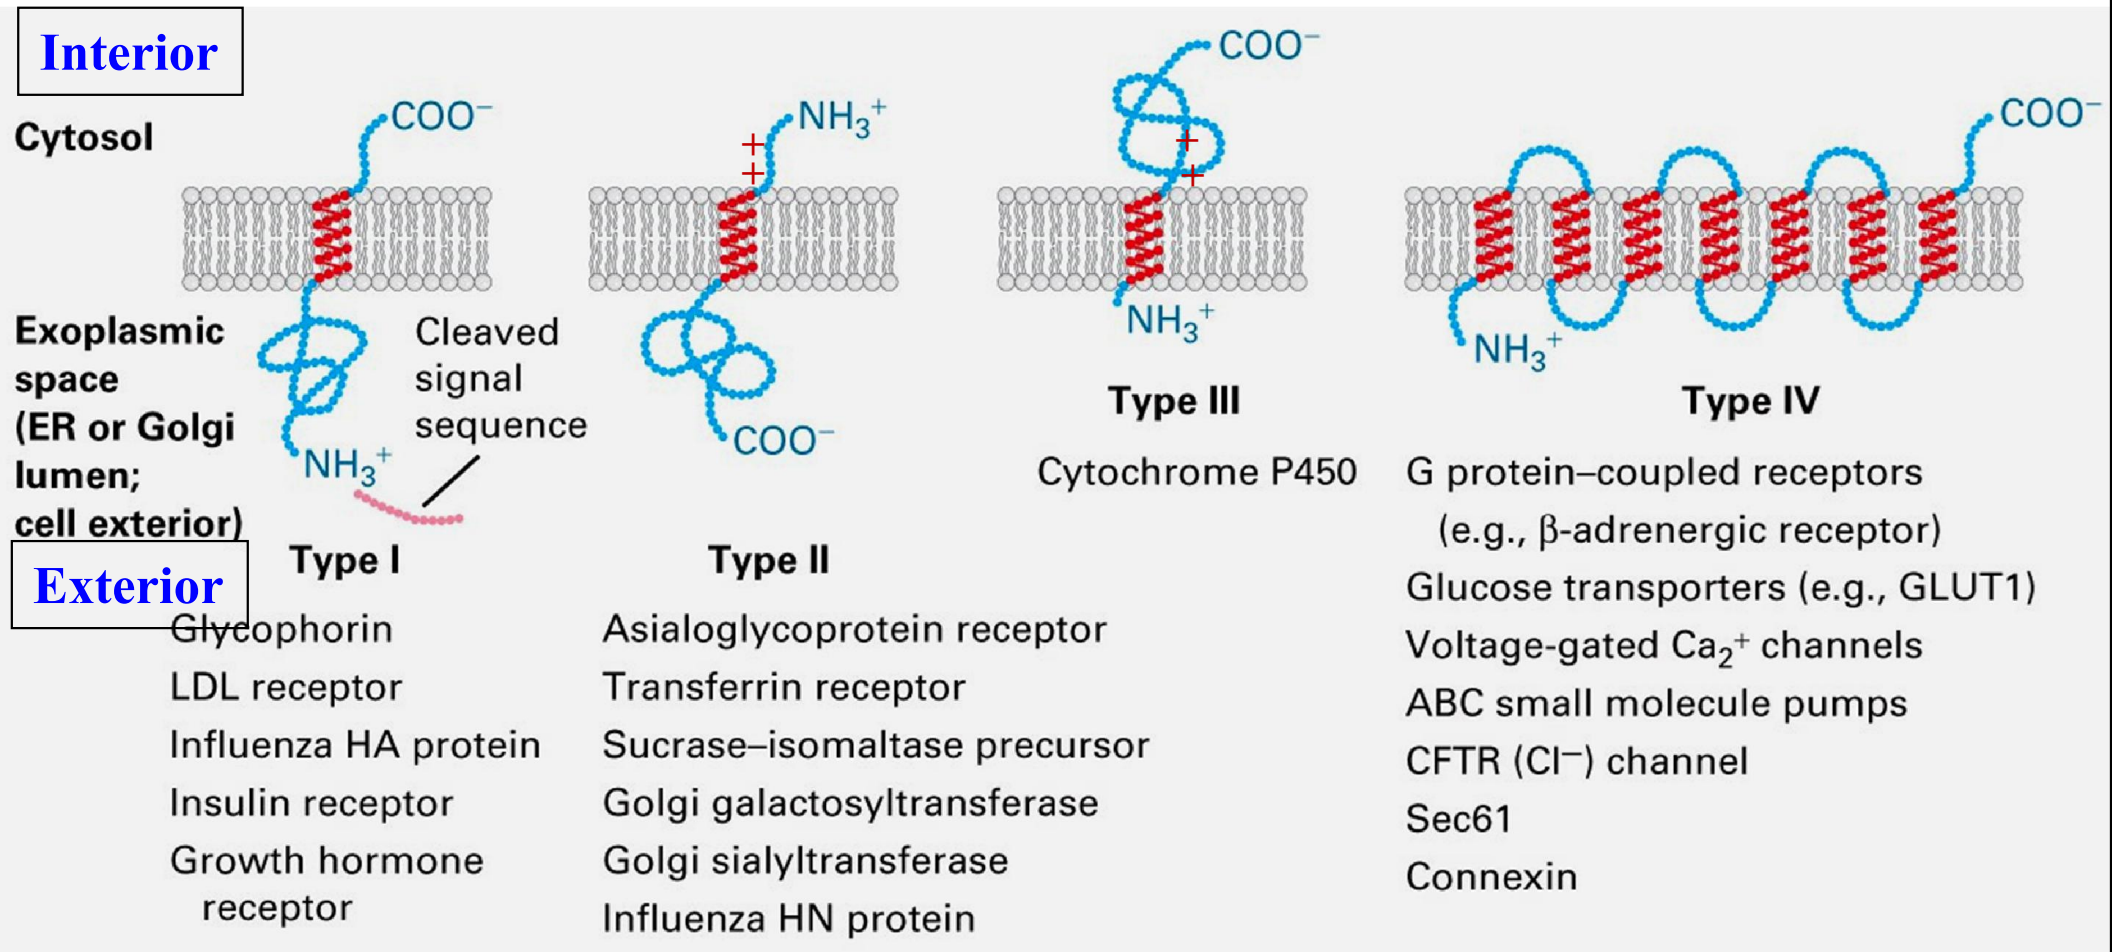 Interior
Cytosol
COO⁻
NH₃⁺
+
+
COO⁻
+
+
COO⁻
Exoplasmic
space
(ER or Golgi
lumen;
cell exterior)
Exterior
Cleaved
signal
sequence
NH₃⁺
COO⁻
NH₃⁺
NH₃⁺
Type I
Glycophorin
LDL receptor
Influenza HA protein
Insulin receptor
Growth hormone
receptor
Type II
Asialoglycoprotein receptor
Transferrin receptor
Sucrase–isomaltase precursor
Golgi galactosyltransferase
Golgi sialyltransferase
Influenza HN protein
Type III
Cytochrome P450
Type IV
G protein–coupled receptors
(e.g., β-adrenergic receptor)
Glucose transporters (e.g., GLUT1)
Voltage-gated Ca₂⁺ channels
ABC small molecule pumps
CFTR (Cl⁻) channel
Sec61
Connexin